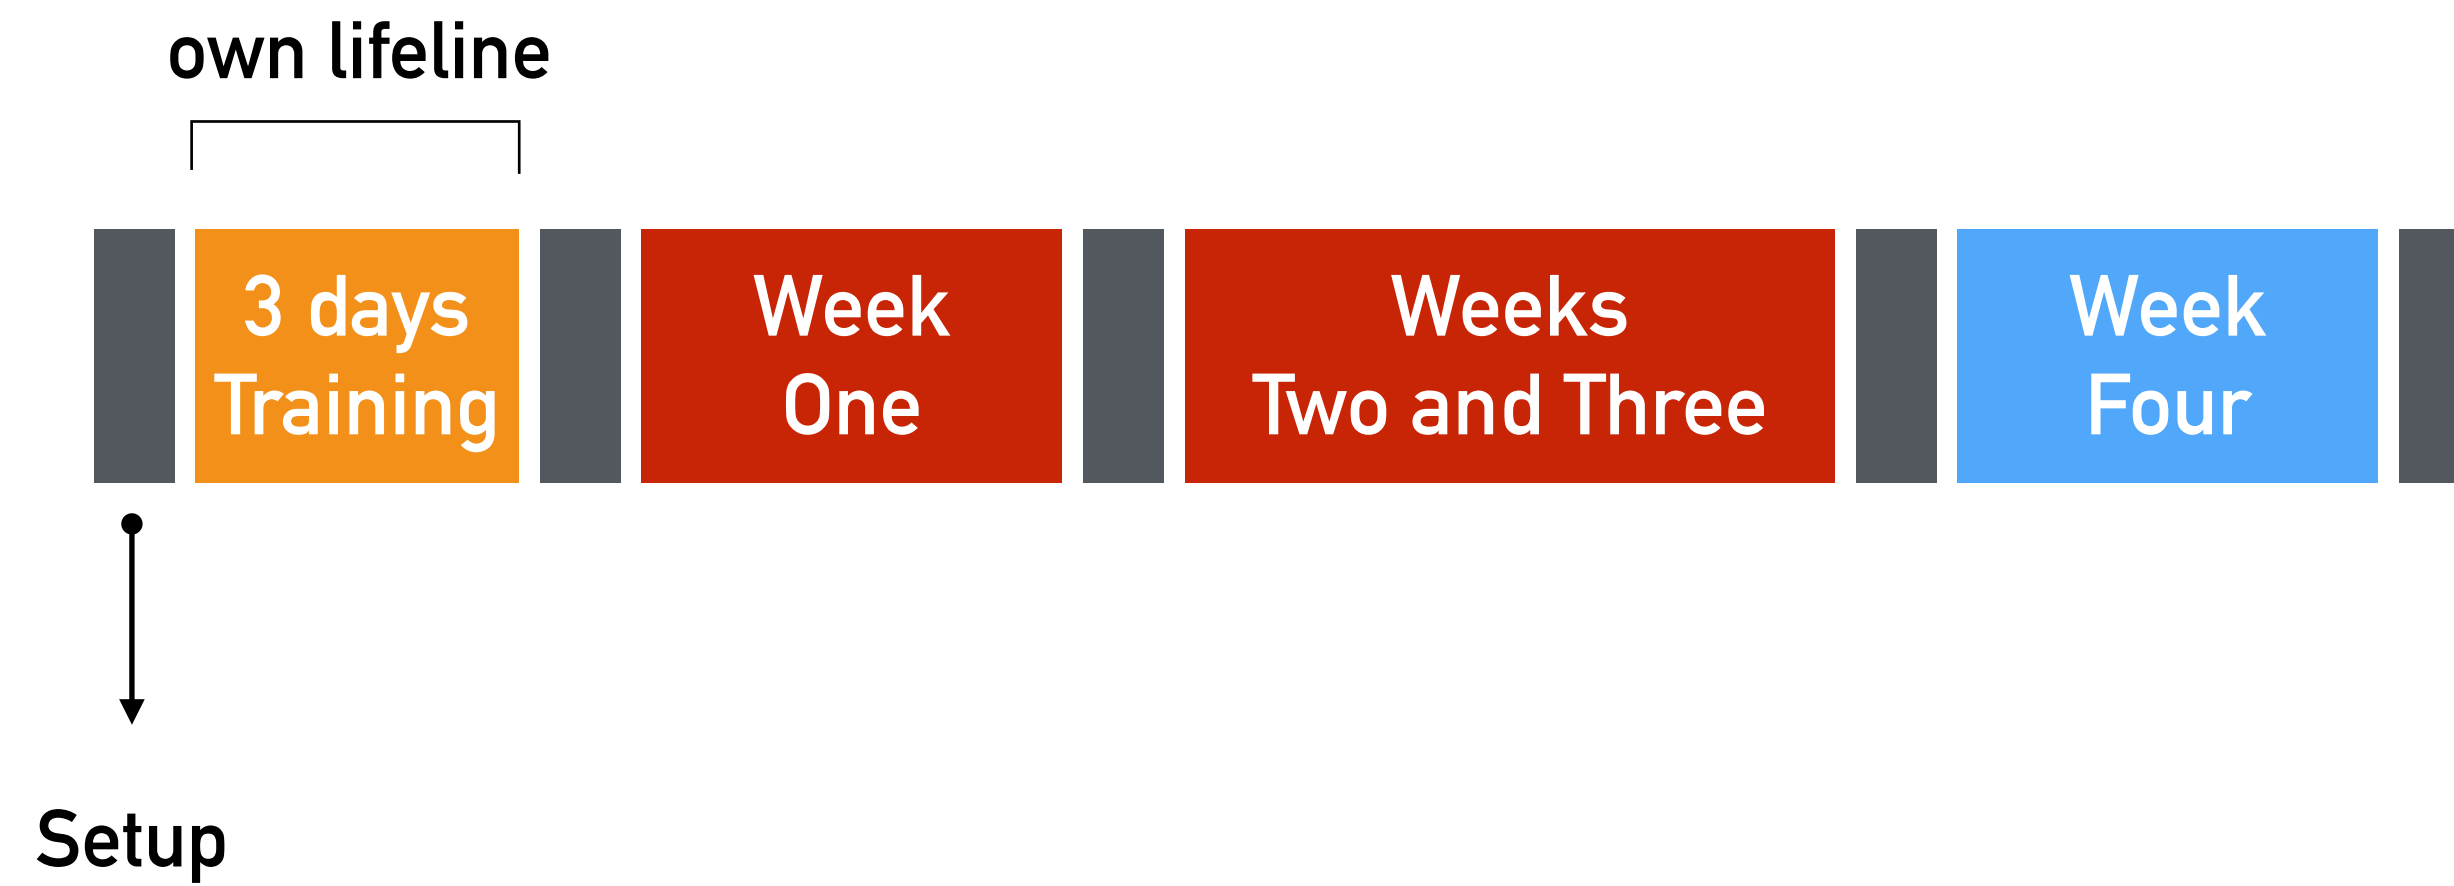 own lifeline
3 days
Training
Week
One
Weeks
Two and Three
Week
Four
Setup